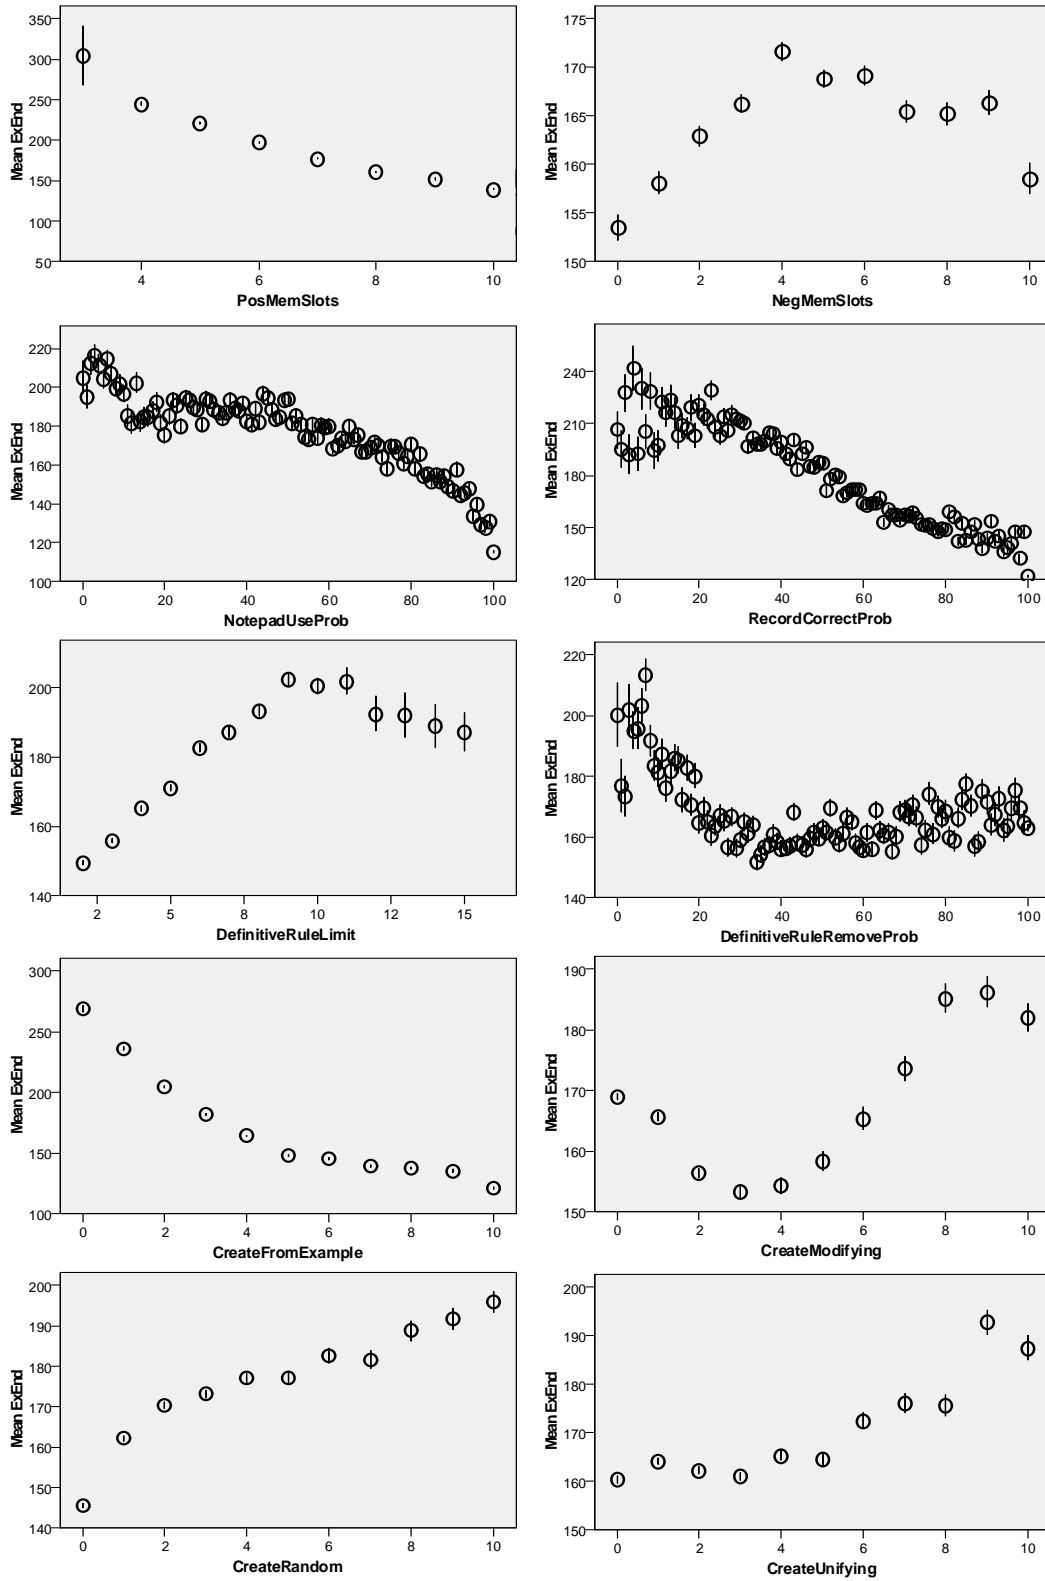 350
300
250
200
150
100
50
Mean ExEnd
4 6 8 10
PosMemSlots
175
170
165
160
155
150
Mean ExEnd
0 2 4 6 8 10
NegMemSlots
220
200
180
160
140
120
100
Mean ExEnd
0 20 40 60 80 100
NotepadUseProb
240
210
180
150
120
Mean ExEnd
0 20 40 60 80 100
RecordCorrectProb
200
180
160
140
Mean ExEnd
2 5 8 10 12 15
DefinitiveRuleLimit
220
200
180
160
140
Mean ExEnd
0 20 40 60 80 100
DefinitiveRuleRemoveProb
300
250
200
150
100
Mean ExEnd
0 2 4 6 8 10
CreateFromExample
190
180
170
160
150
Mean ExEnd
0 2 4 6 8 10
CreateModifying
200
190
180
170
160
150
140
Mean ExEnd
0 2 4 6 8 10
CreateRandom
200
190
180
170
160
150
Mean ExEnd
0 2 4 6 8 10
CreateUnifying